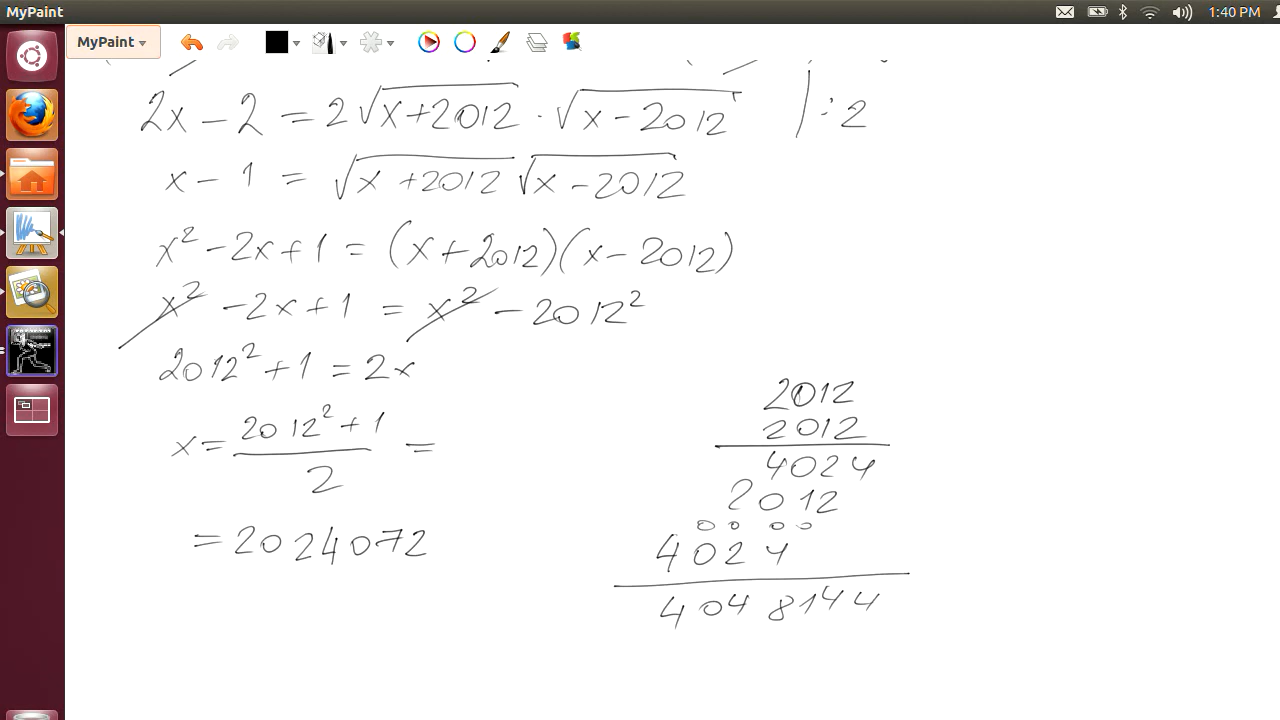 MyPaint
1:40 PM
MyPaint
2x - 2 = 2√(x+2012) · √(x-2012) | : 2
x - 1 = √(x+2012) √(x-2012)
x² - 2x + 1 = (x+2012)(x-2012)
x² - 2x + 1 = x² - 2012²
2012² + 1 = 2x
x = (2012² + 1)/2 =
= 2024072
2012
2012
4024
2012
0000
4024
4048144